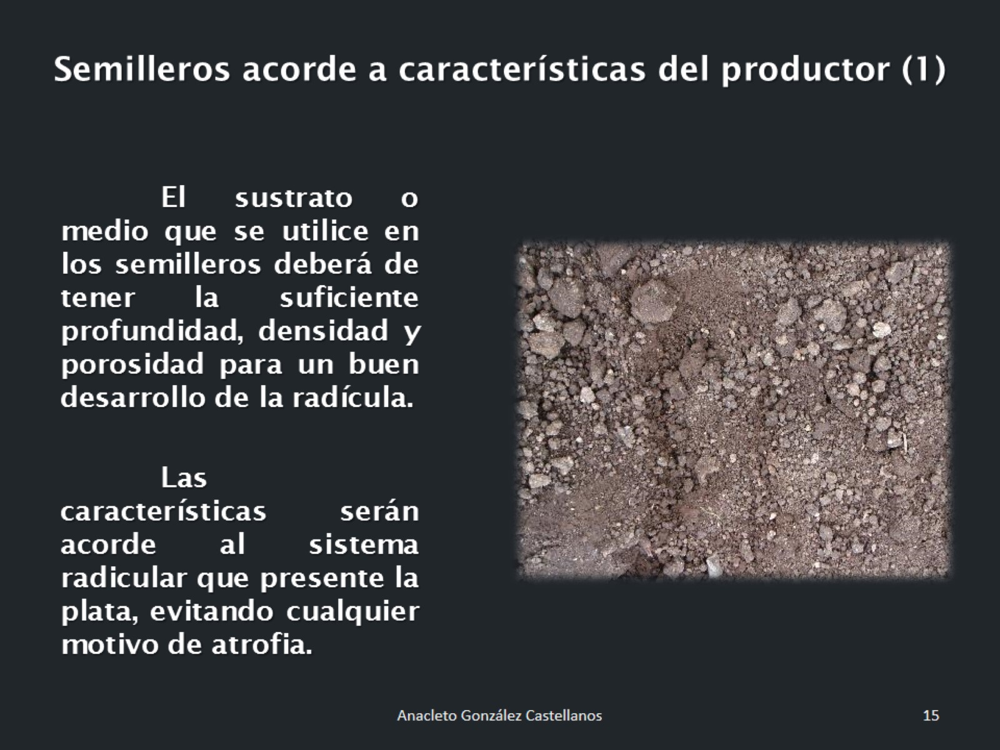 Semilleros acorde a características del productor (1)
El sustrato o
medio que se utilice en
los semilleros deberá de
tener la suficiente
profundidad, densidad y
porosidad para un buen
desarrollo de la radícula.
Las
características serán
acorde al sistema
radicular que presente la
plata, evitando cualquier
motivo de atrofia.
Anacleto González Castellanos
15